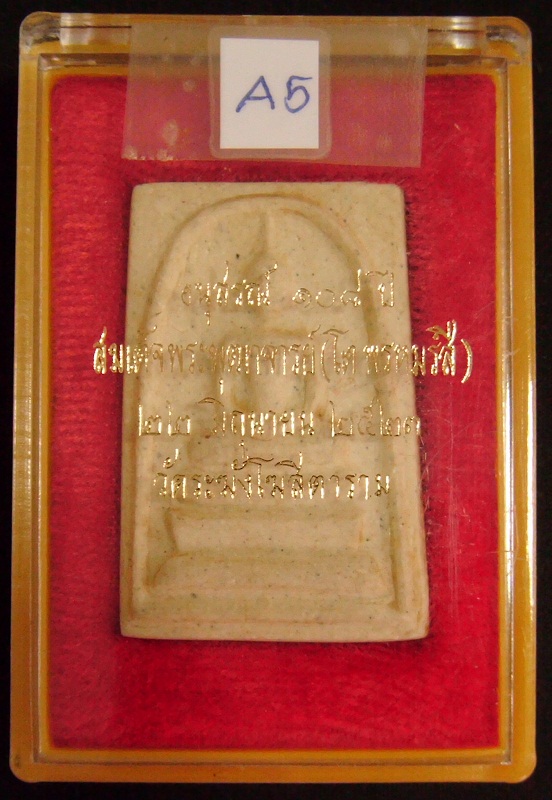 A5
อนุสรณ์ ๑๐๘ ปี
สมเด็จพระพุฒาจารย์(โต พรหมรังสี)
๒๒ มิถุนายน ๒๕๒๓
วัดระฆังโฆสิตาราม